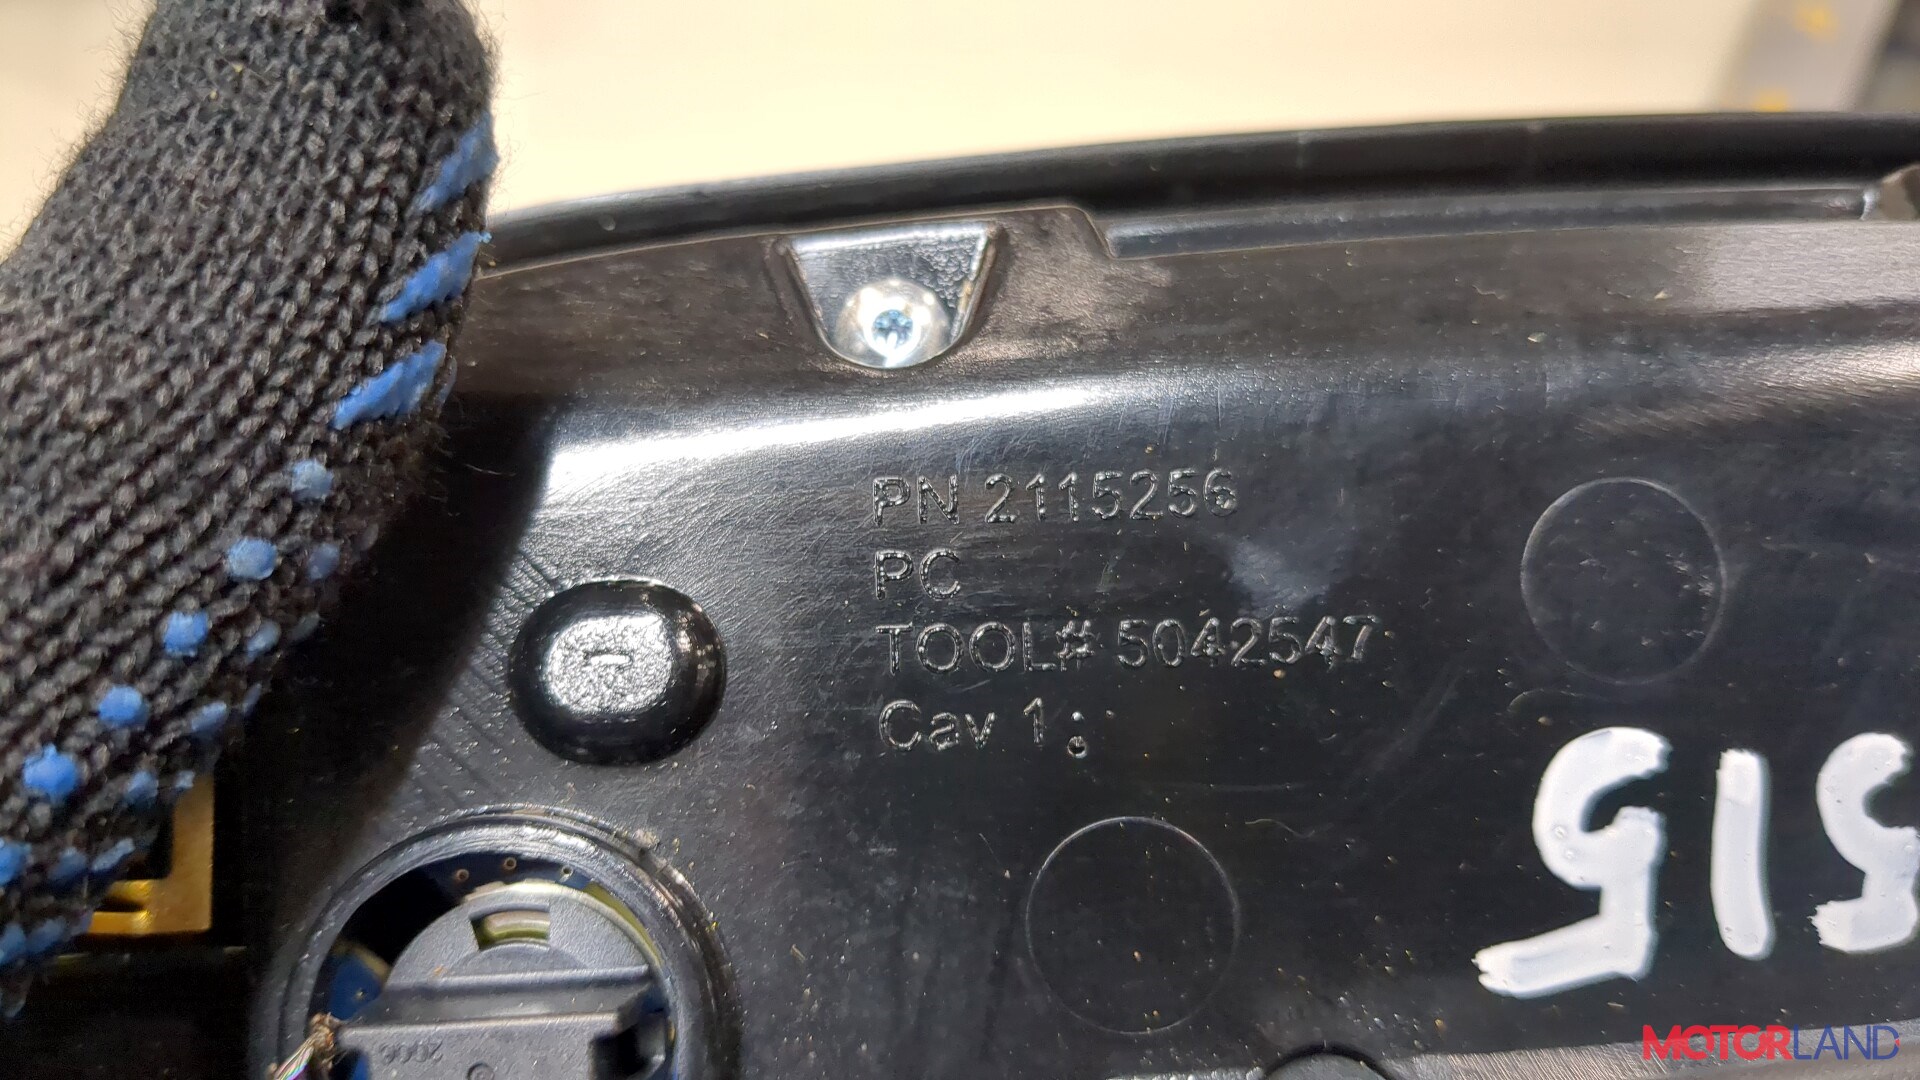 PN 2115256
PC
TOOL# 5042547
Cav 1
MOTORLAND